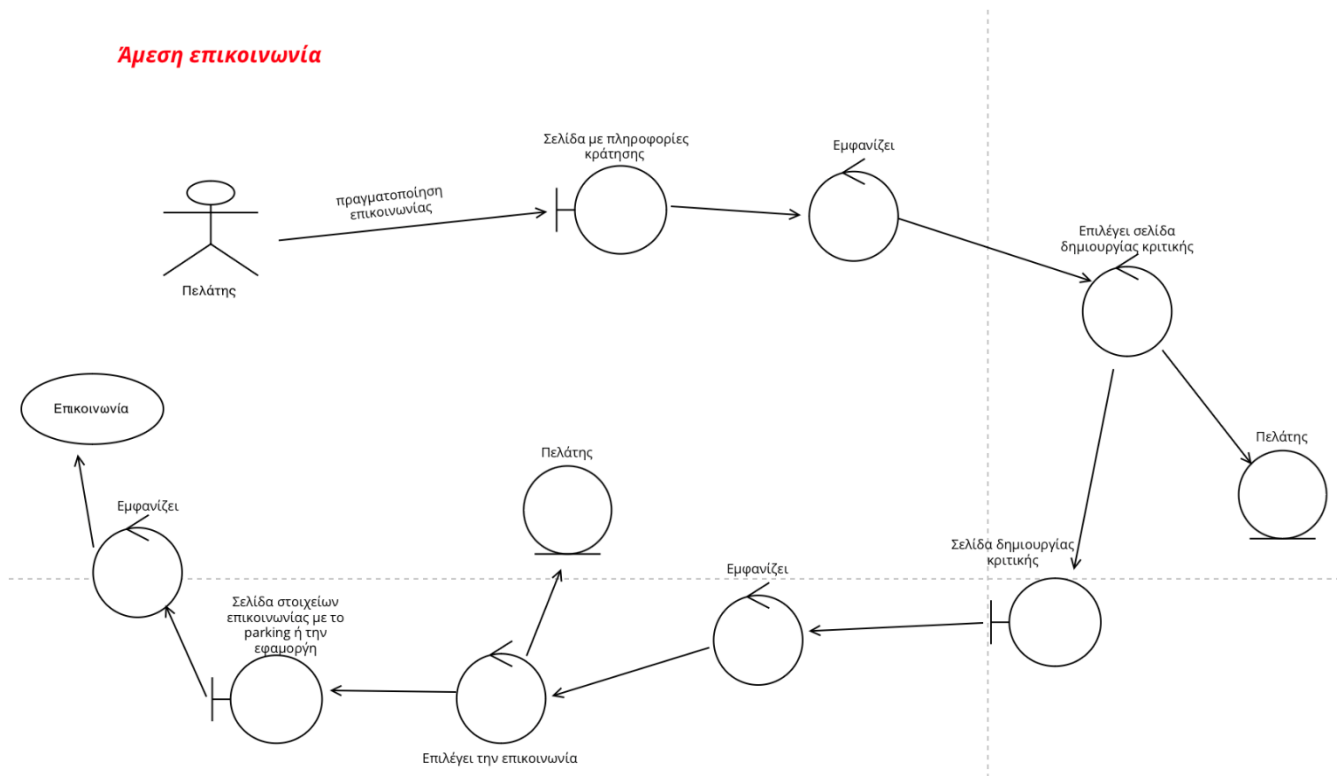 Άμεση επικοινωνία
Σελίδα με πληροφορίες
κράτησης
Εμφανίζει
πραγματοποίηση
επικοινωνίας
Πελάτης
Επιλέγει σελίδα
δημιουργίας κριτικής
Επικοινωνία
Πελάτης
Πελάτης
Εμφανίζει
Σελίδα δημιουργίας
κριτικής
Εμφανίζει
Σελίδα στοιχείων
επικοινωνίας με το
parking ή την
εφαμοργή
Επιλέγει την επικοινωνία